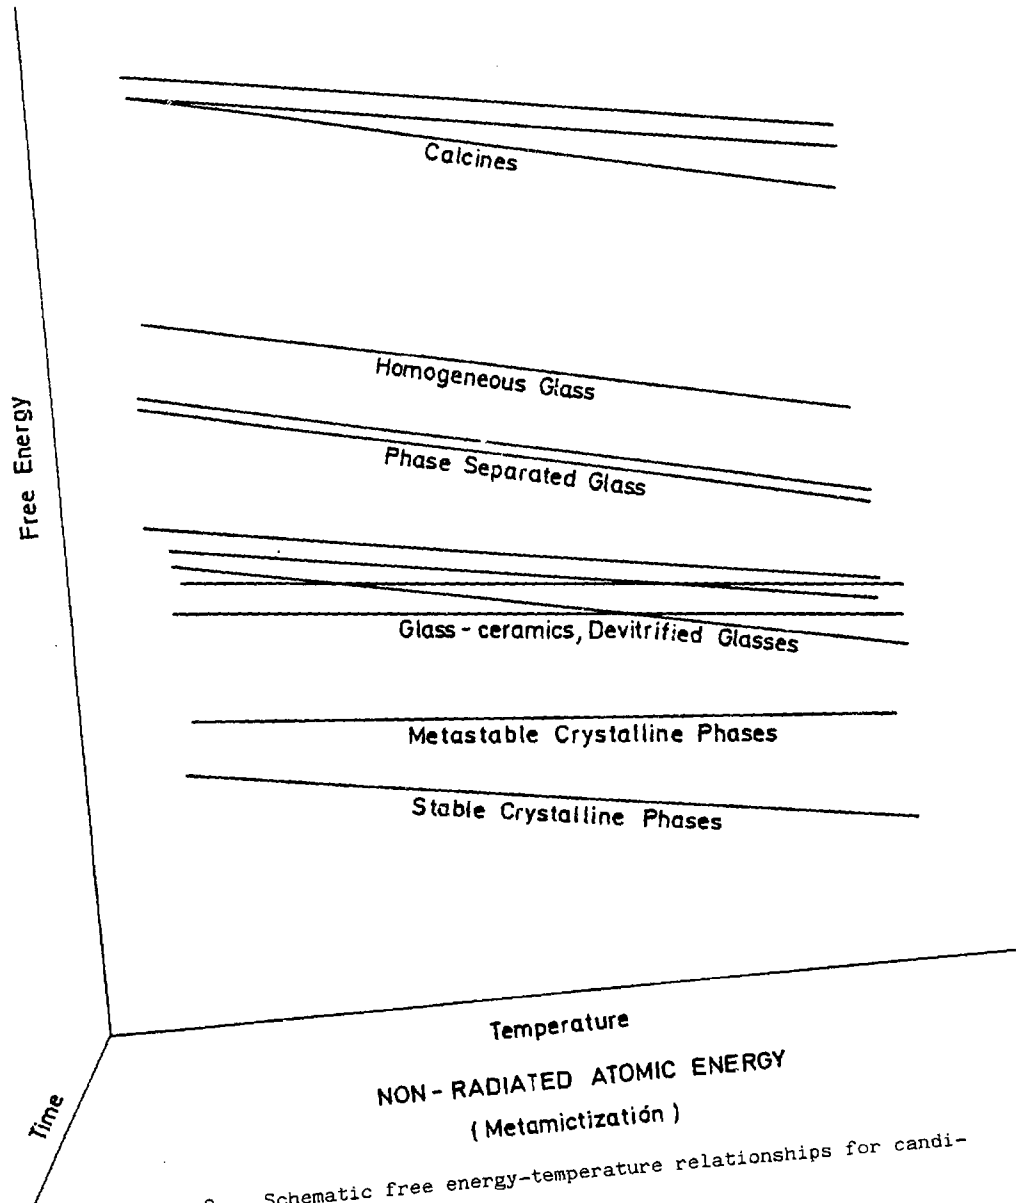 Calcines
Homogeneous Glass
Phase Separated Glass
Glass-ceramics, Devitrified Glasses
Metastable Crystalline Phases
Stable Crystalline Phases
Free Energy
Temperature
Time
NON-RADIATED ATOMIC ENERGY
(Metamictizatión)
Schematic free energy-temperature relationships for candi-